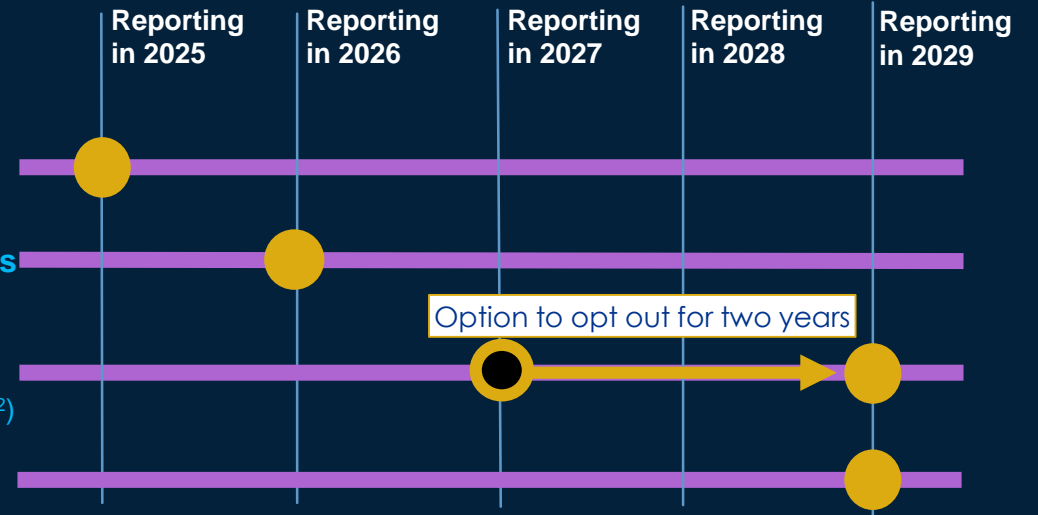 Reporting
in 2025
Reporting
in 2026
Reporting
in 2027
Reporting
in 2028
Reporting
in 2029
s
Option to opt out for two years
2)